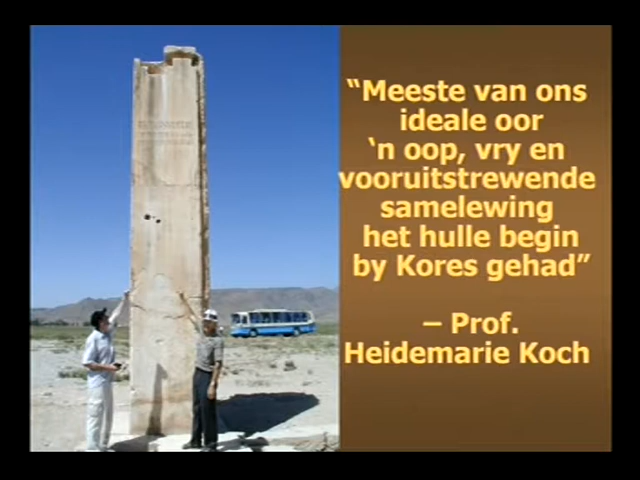 “Meeste van ons
ideale oor
‘n oop, vry en
vooruitstrewende
samelewing
het hulle begin
by Kores gehad”
– Prof.
Heidemarie Koch